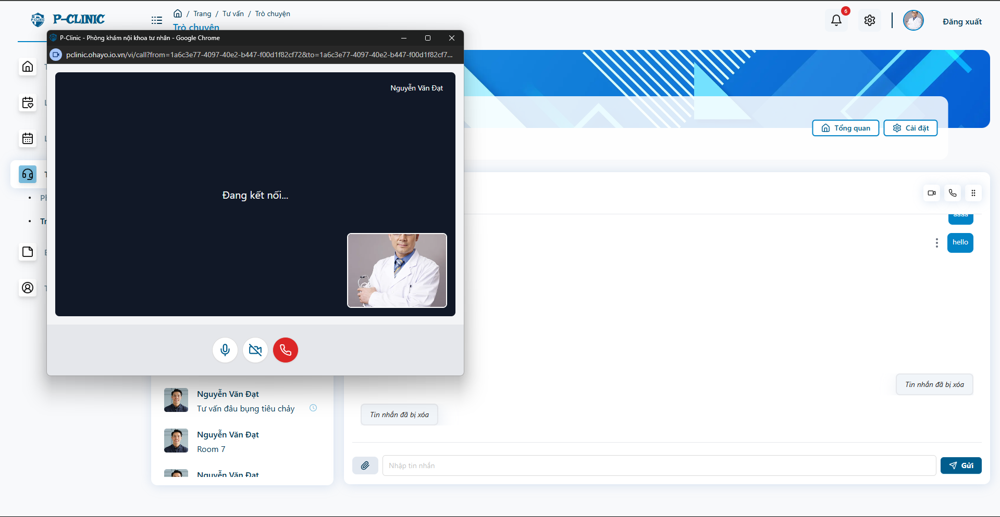 P-CLINIC
/ Trang / Tư vấn / Trò chuyện
Trò chuyện
6
Đăng xuất
P-Clinic - Phòng khám nội khoa tư nhân - Google Chrome
pclinic.ohayo.io.vn/vi/call?from=1a6c3e77-4097-40e2-b447-f00d1f82cf72&to=1a6c3e77-4097-40e2-b447-f00d1f82cf7...
Nguyễn Văn Đạt
Đang kết nối...
Tổng quan
Cài đặt
aaaa
hello
Tin nhắn đã bị xóa
Tin nhắn đã bị xóa
Nguyễn Văn Đạt
Tư vấn đâu bụng tiêu chảy
Nguyễn Văn Đạt
Room 7
Nguyễn Văn Đạt
Nhập tin nhắn
Gửi